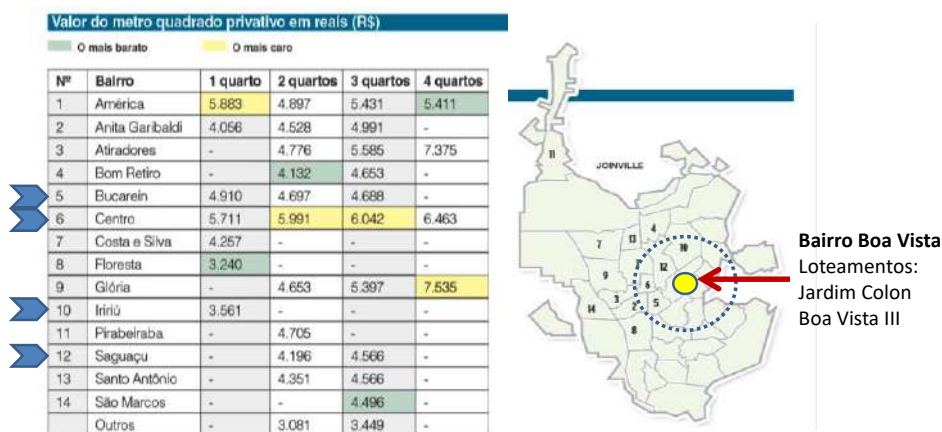 Valor do metro quadrado privativo em reais (R$)
O mais barato O mais caro
Nº Bairro 1 quarto 2 quartos 3 quartos 4 quartos
1 América 5.883 4.897 5.431 5.411
2 Anita Garibaldi 4.056 4.528 4.991 -
3 Atiradores - 4.776 5.585 7.375
4 Bom Retiro - 4.132 4.653 -
5 Bucarein 4.910 4.697 4.688 -
6 Centro 5.711 5.991 6.042 6.463
7 Costa e Silva 4.257 - - -
8 Floresta 3.240 - - -
9 Glória - 4.653 5.397 7.535
10 Iririú 3.561 - - -
11 Pirabeiraba - 4.705 - -
12 Saguaçu - 4.196 4.566 -
13 Santo Antônio - 4.351 4.566 -
14 São Marcos - - 4.496 -
Outros - 3.081 3.449 -
11
JOINVILLE
4
7 13 10
12
9 6
3 2 5
14
8
Bairro Boa Vista
Loteamentos:
Jardim Colon
Boa Vista III